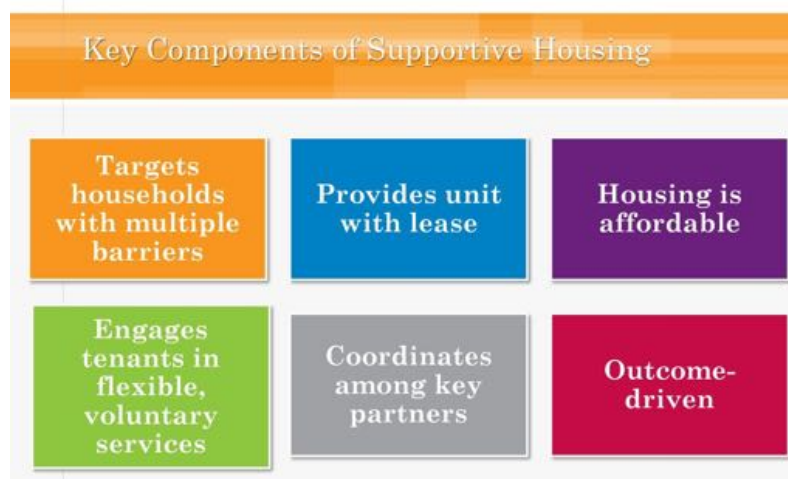 Key Components of Supportive Housing
Targets
households
with multiple
barriers
Provides unit
with lease
Housing is
affordable
Engages
tenants in
flexible,
voluntary
services
Coordinates
among key
partners
Outcome-
driven